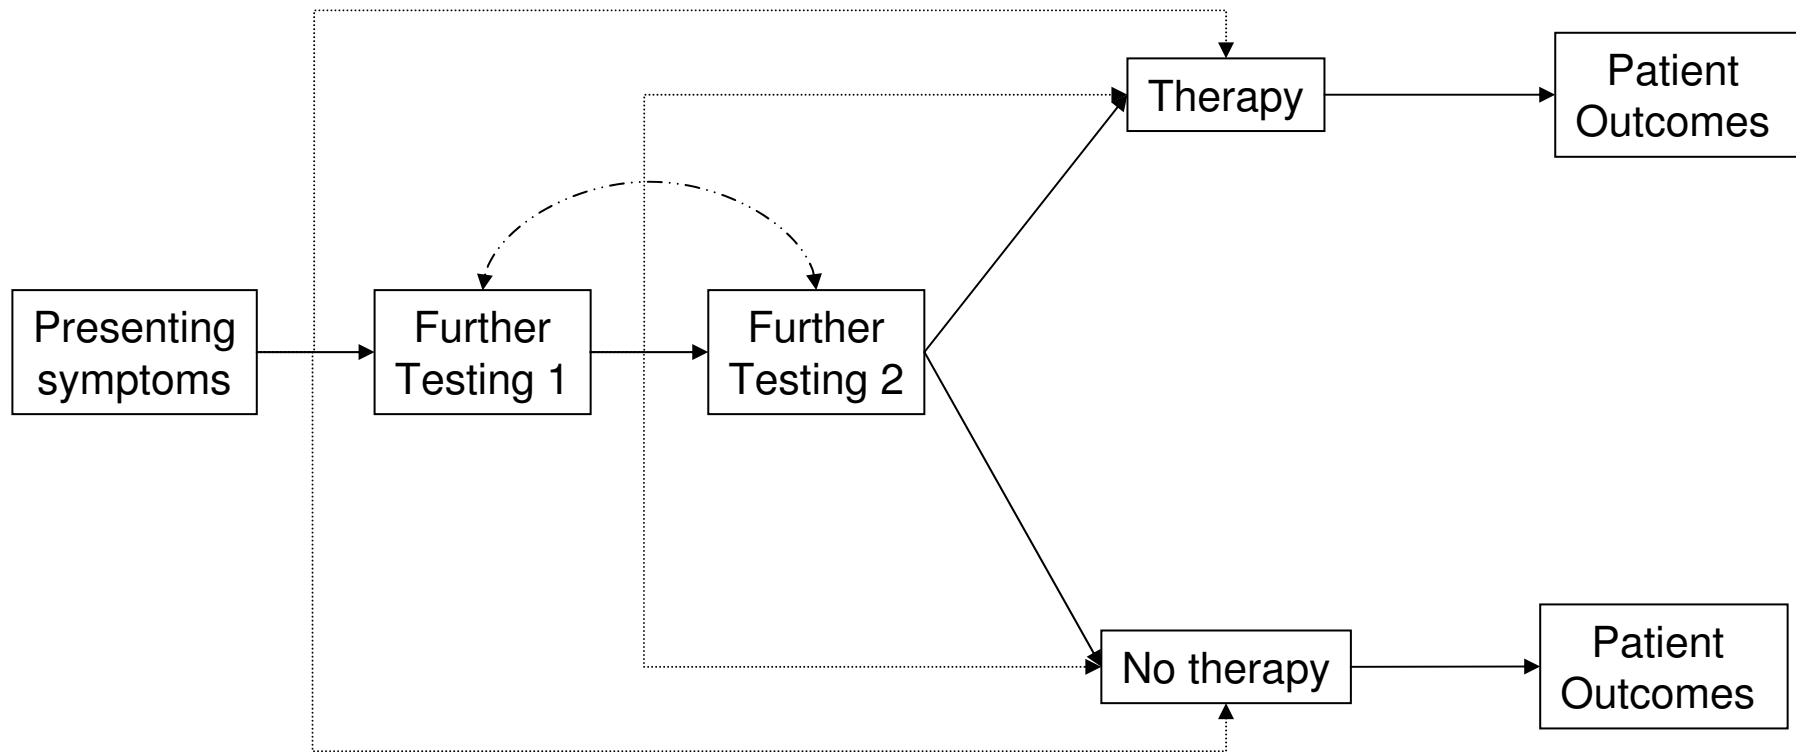 Presenting
symptoms
Further
Testing 1
Further
Testing 2
Therapy
Patient
Outcomes
No therapy
Patient
Outcomes